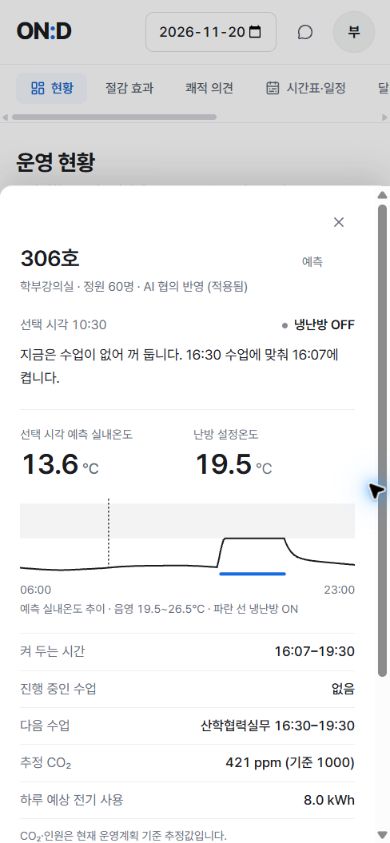 ON:D
2026-11-20
부
현황
절감 효과
쾌적 의견
시간표·일정
달
운영 현황
306호
예측
학부강의실 · 정원 60명 · AI 협의 반영 (적용됨)
선택 시각 10:30
냉난방 OFF
지금은 수업이 없어 꺼 둡니다. 16:30 수업에 맞춰 16:07에
켭니다.
선택 시각 예측 실내온도
난방 설정온도
13.6 °C
19.5 °C
06:00
23:00
예측 실내온도 추이 · 음영 19.5~26.5°C · 파란 선 냉난방 ON
켜 두는 시간
16:07–19:30
진행 중인 수업
없음
다음 수업
산학협력실무 16:30–19:30
추정 CO₂
421 ppm (기준 1000)
하루 예상 전기 사용
8.0 kWh
CO₂·인원은 현재 운영계획 기준 추정값입니다.